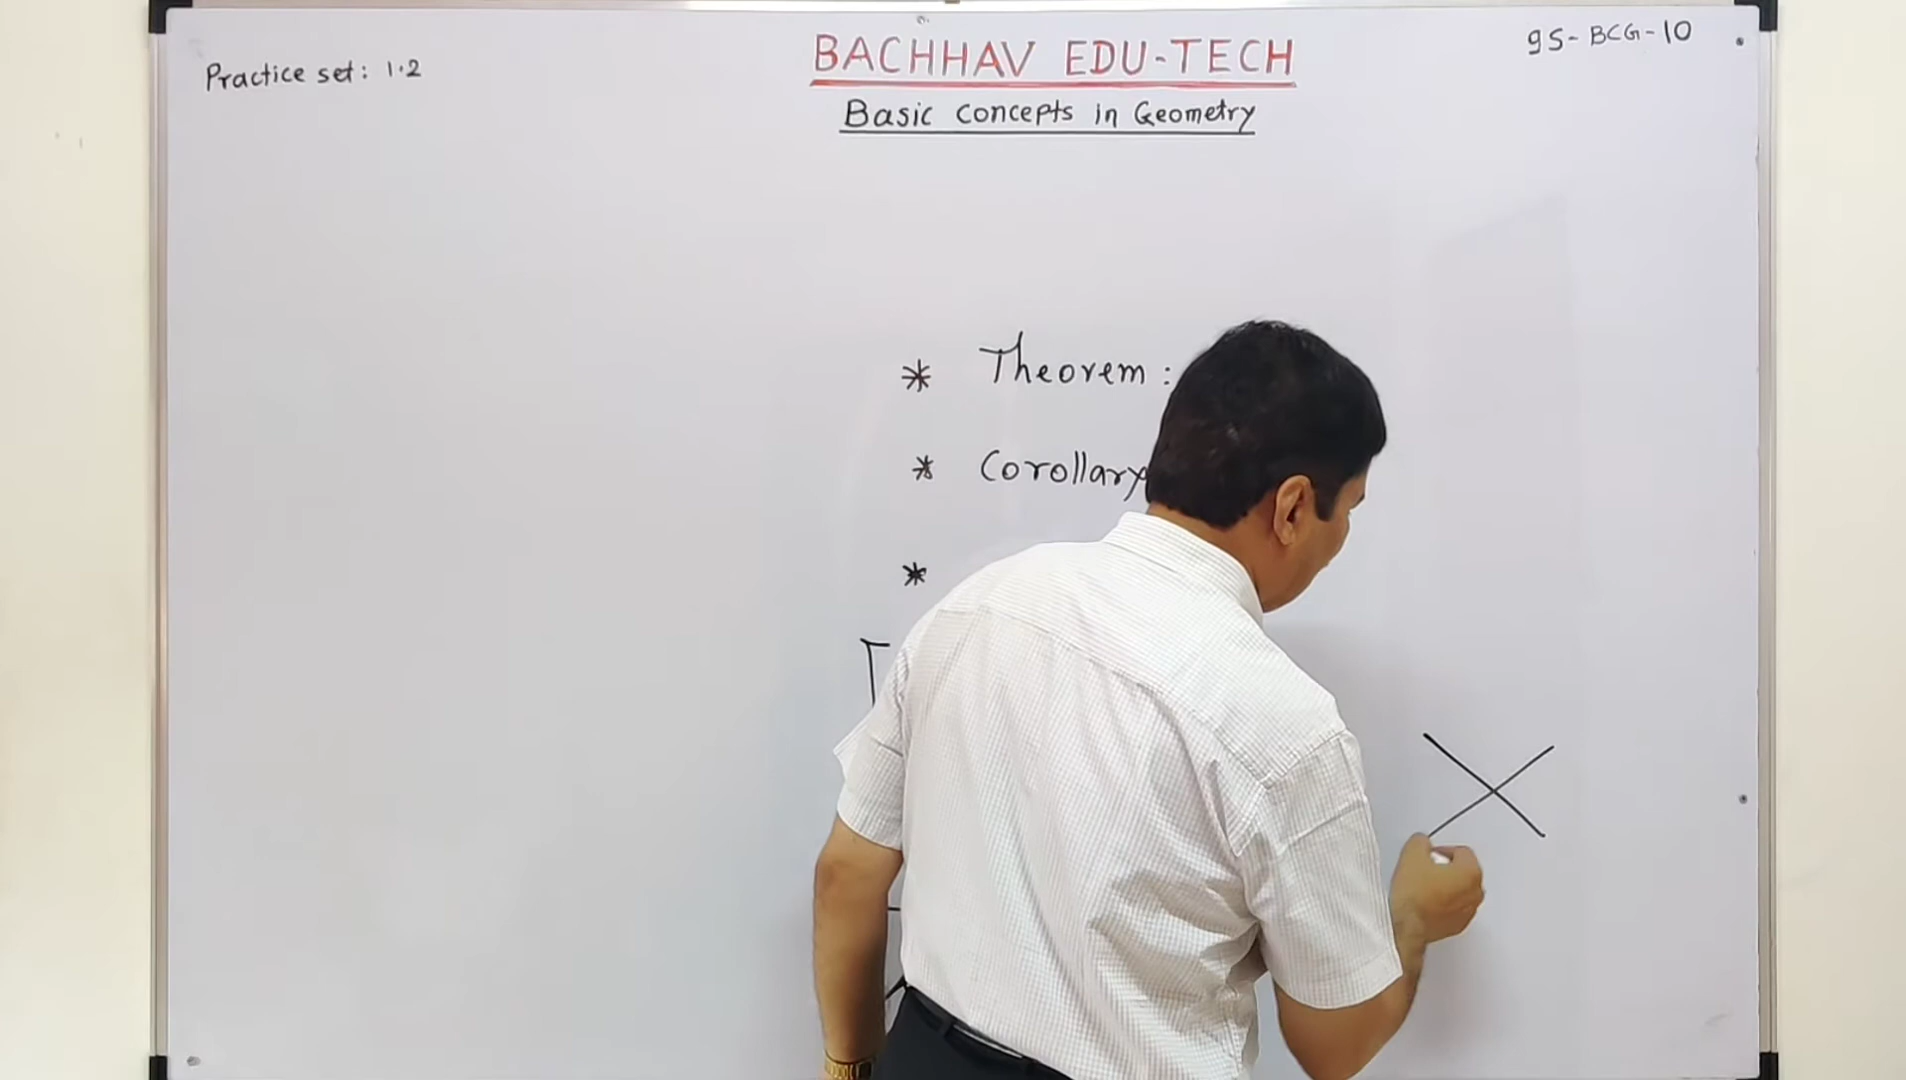 Practice set: 1.2
BACHHAV EDU-TECH
9S-BCG-10
Basic Concepts in Geometry
* Theorem:
* Corollary
*